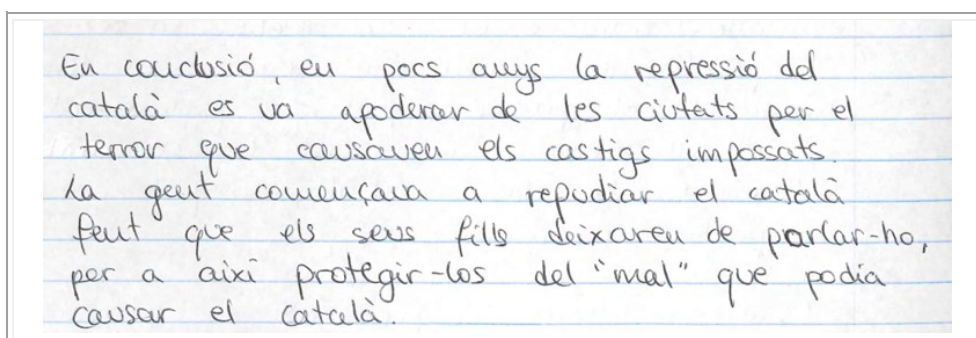 En conclusió, en pocs anys la repressió del
català es va apoderar de les ciutats per el
terror que causaven els castigs impossats.
La gent començava a repudiar el català
fent que els seus fills deixaren de parlar-ho,
per a així protegir-los del "mal" que podia
causar el català.